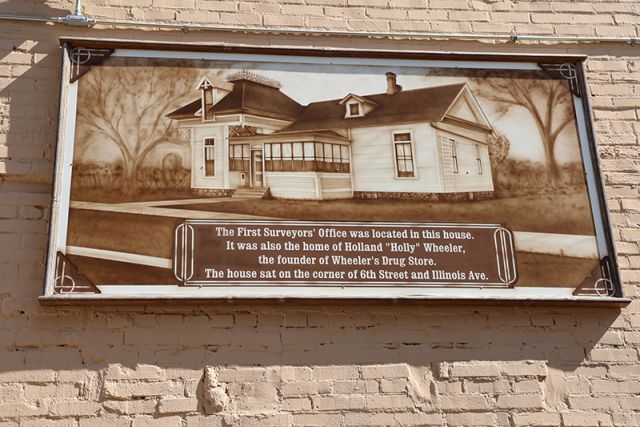 The First Surveyors' Office was located in this house.
It was also the home of Holland "Holly" Wheeler,
the founder of Wheeler's Drug Store.
The house sat on the corner of 6th Street and Illinois Ave.